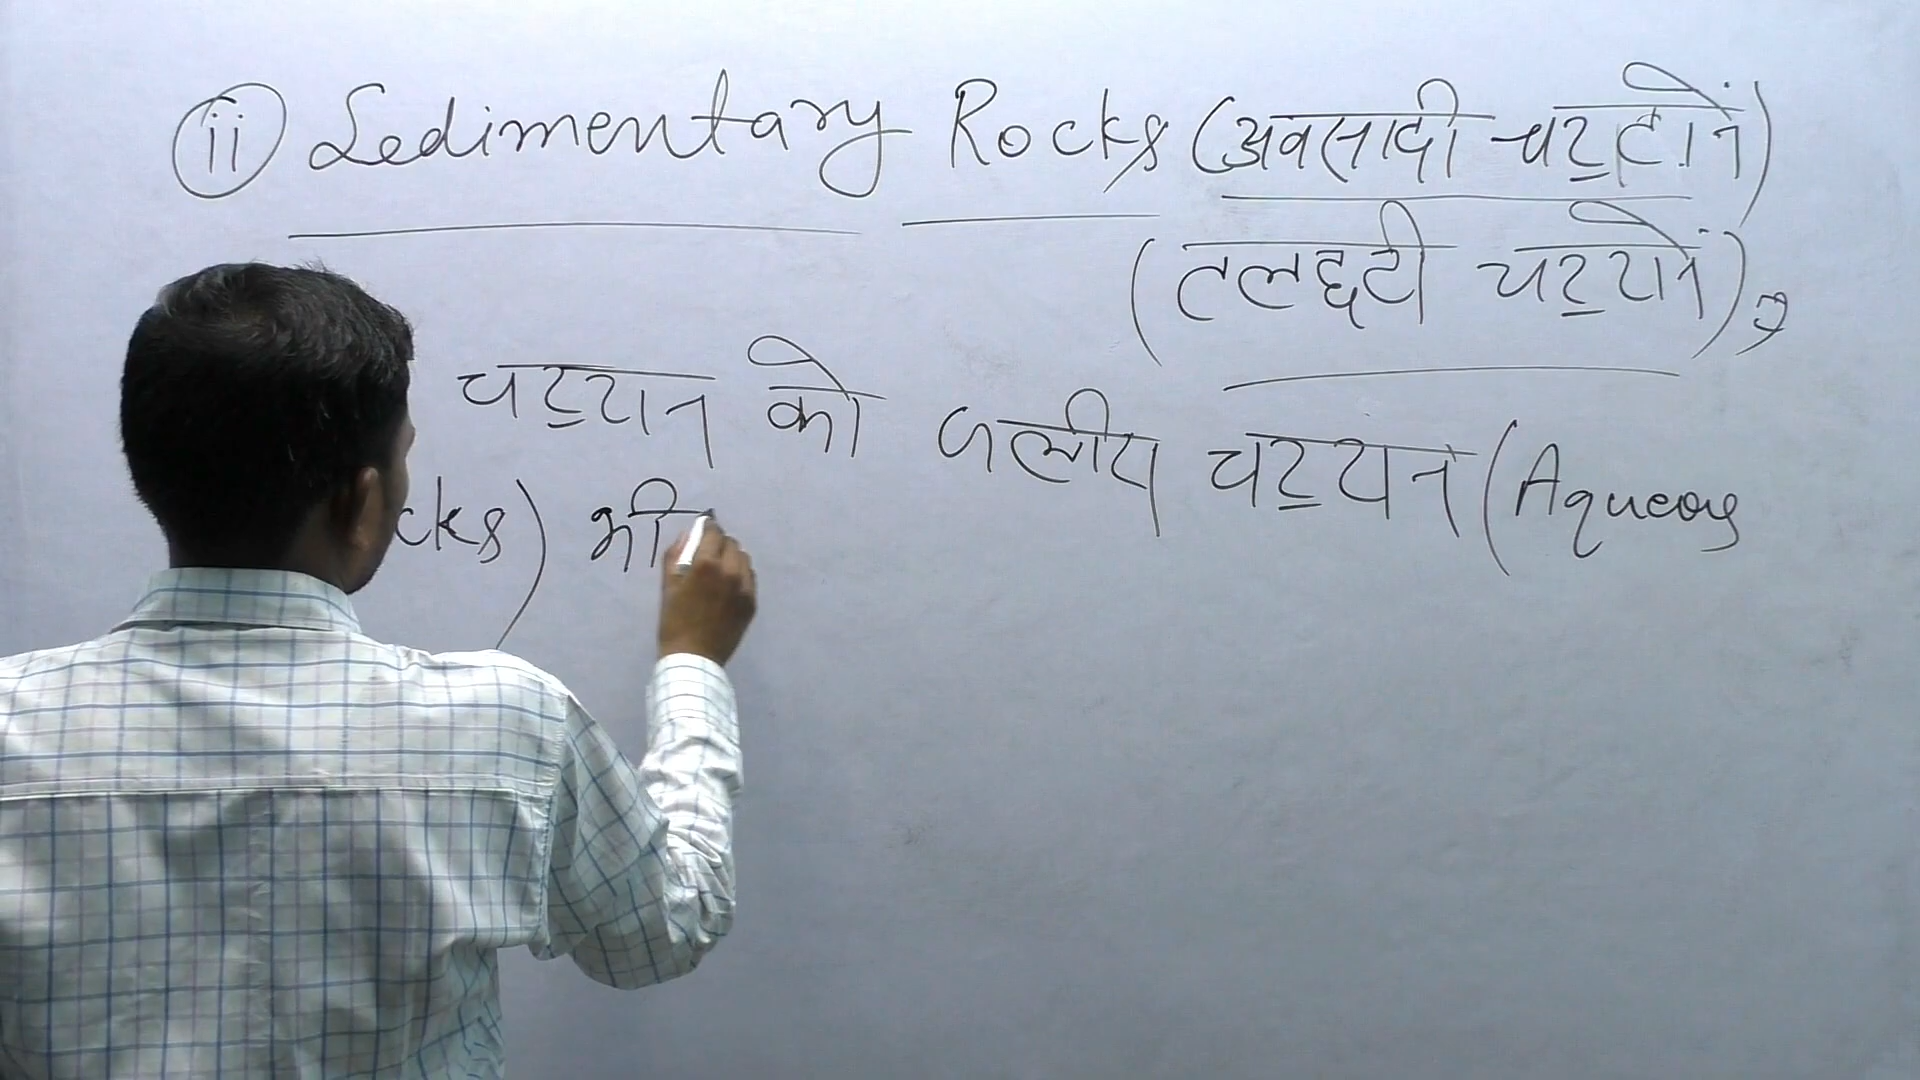 ii Sedimentary Rocks (अवसादी चट्टानें)
(तलछटी चट्टानें)
चट्टान को जलीय चट्टान (Aqueous
cks) भी